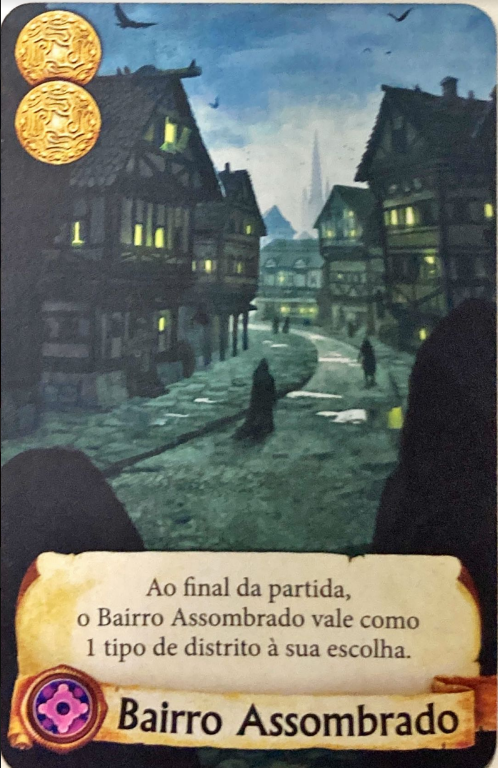 Ao final da partida,
o Bairro Assombrado vale como
1 tipo de distrito à sua escolha.
Bairro Assombrado